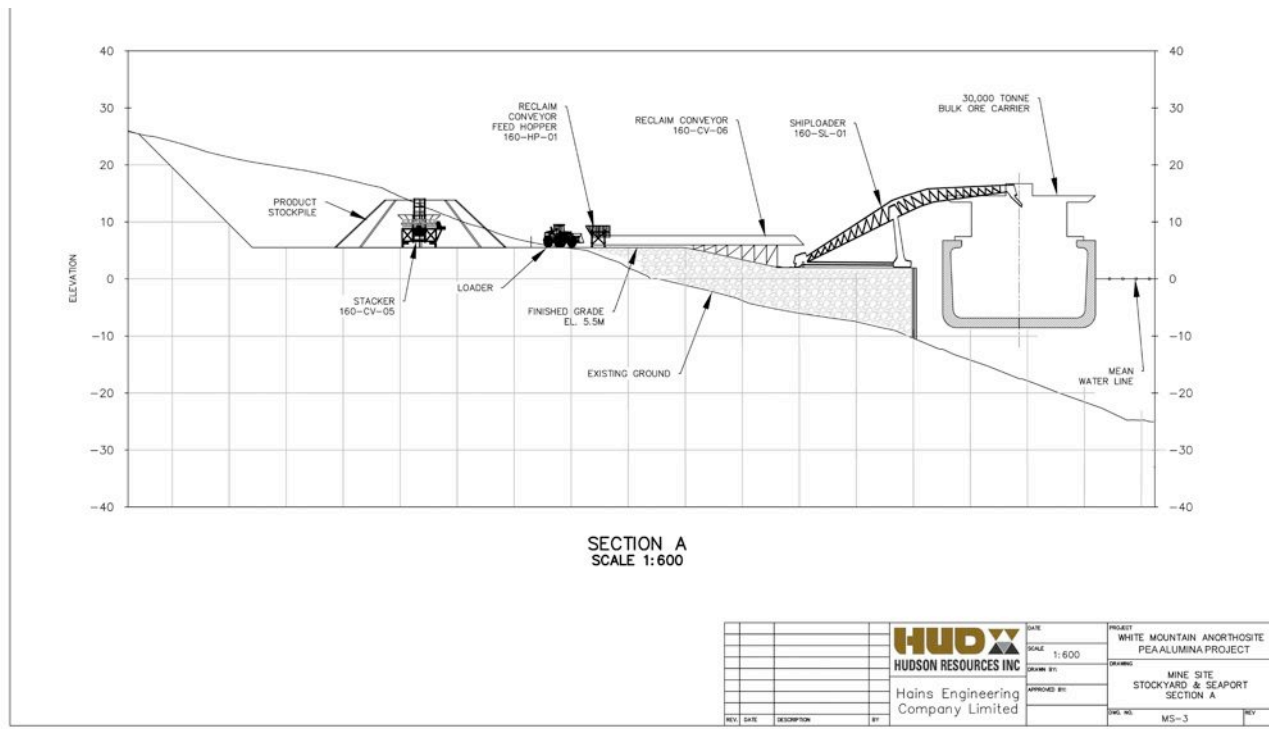 40
30
20
10
0
-10
-20
-30
-40
ELEVATION
40
30
20
10
0
-10
-20
-30
-40
PRODUCT
STOCKPILE
STACKER
160-CV-05
LOADER
RECLAIM
CONVEYOR
FEED HOPPER
160-HP-01
FINISHED GRADE
EL. 5.5M
EXISTING GROUND
RECLAIM CONVEYOR
160-CV-06
SHIPLOADER
160-SL-01
30,000 TONNE
BULK ORE CARRIER
MEAN
WATER LINE
SECTION A
SCALE 1:600
REV.
DATE
DESCRIPTION
BY
HUD
HUDSON RESOURCES INC
Hains Engineering
Company Limited
DATE
SCALE
1:600
DRAWN BY:
APPROVED BY:
PROJECT
WHITE MOUNTAIN ANORTHOSITE
PEAALUMINA PROJECT
DRAWING
MINE SITE
STOCKYARD & SEAPORT
SECTION A
DWG. NO.
MS-3
REV